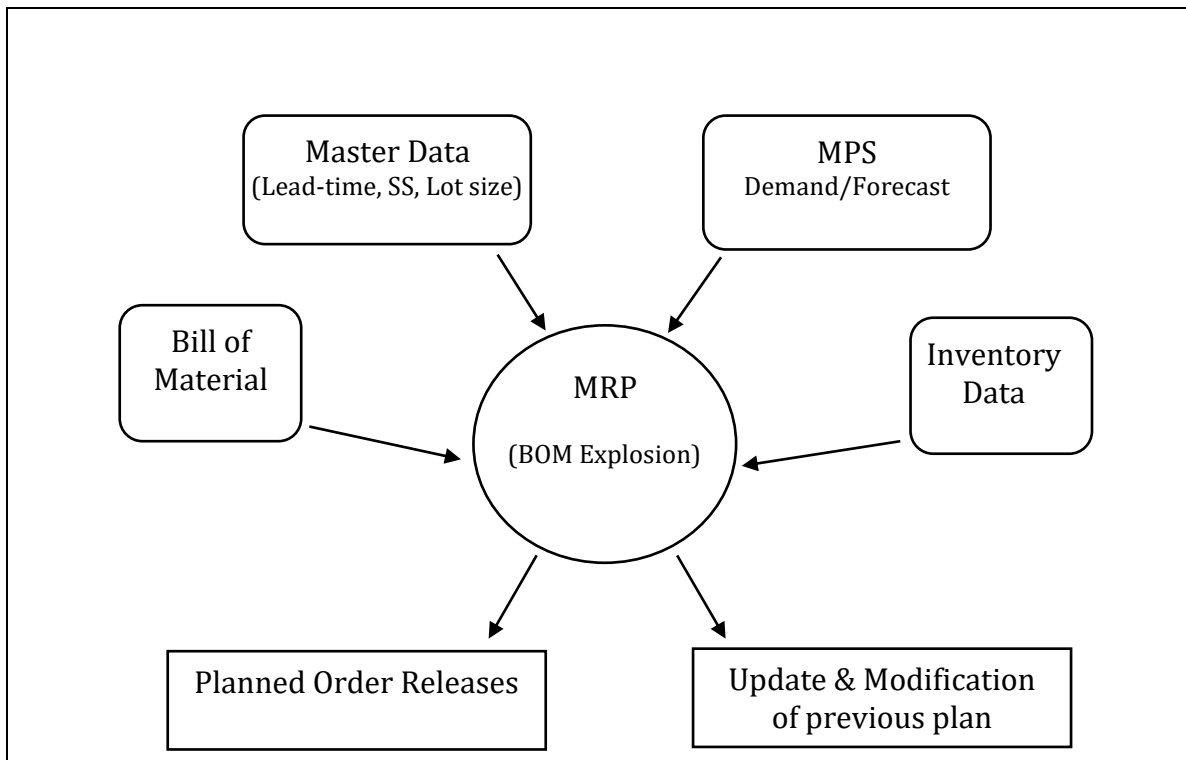 Master Data
(Lead-time, SS, Lot size)
MPS
Demand/Forecast
Bill of
Material
Inventory
Data
MRP
(BOM Explosion)
Planned Order Releases
Update & Modification
of previous plan